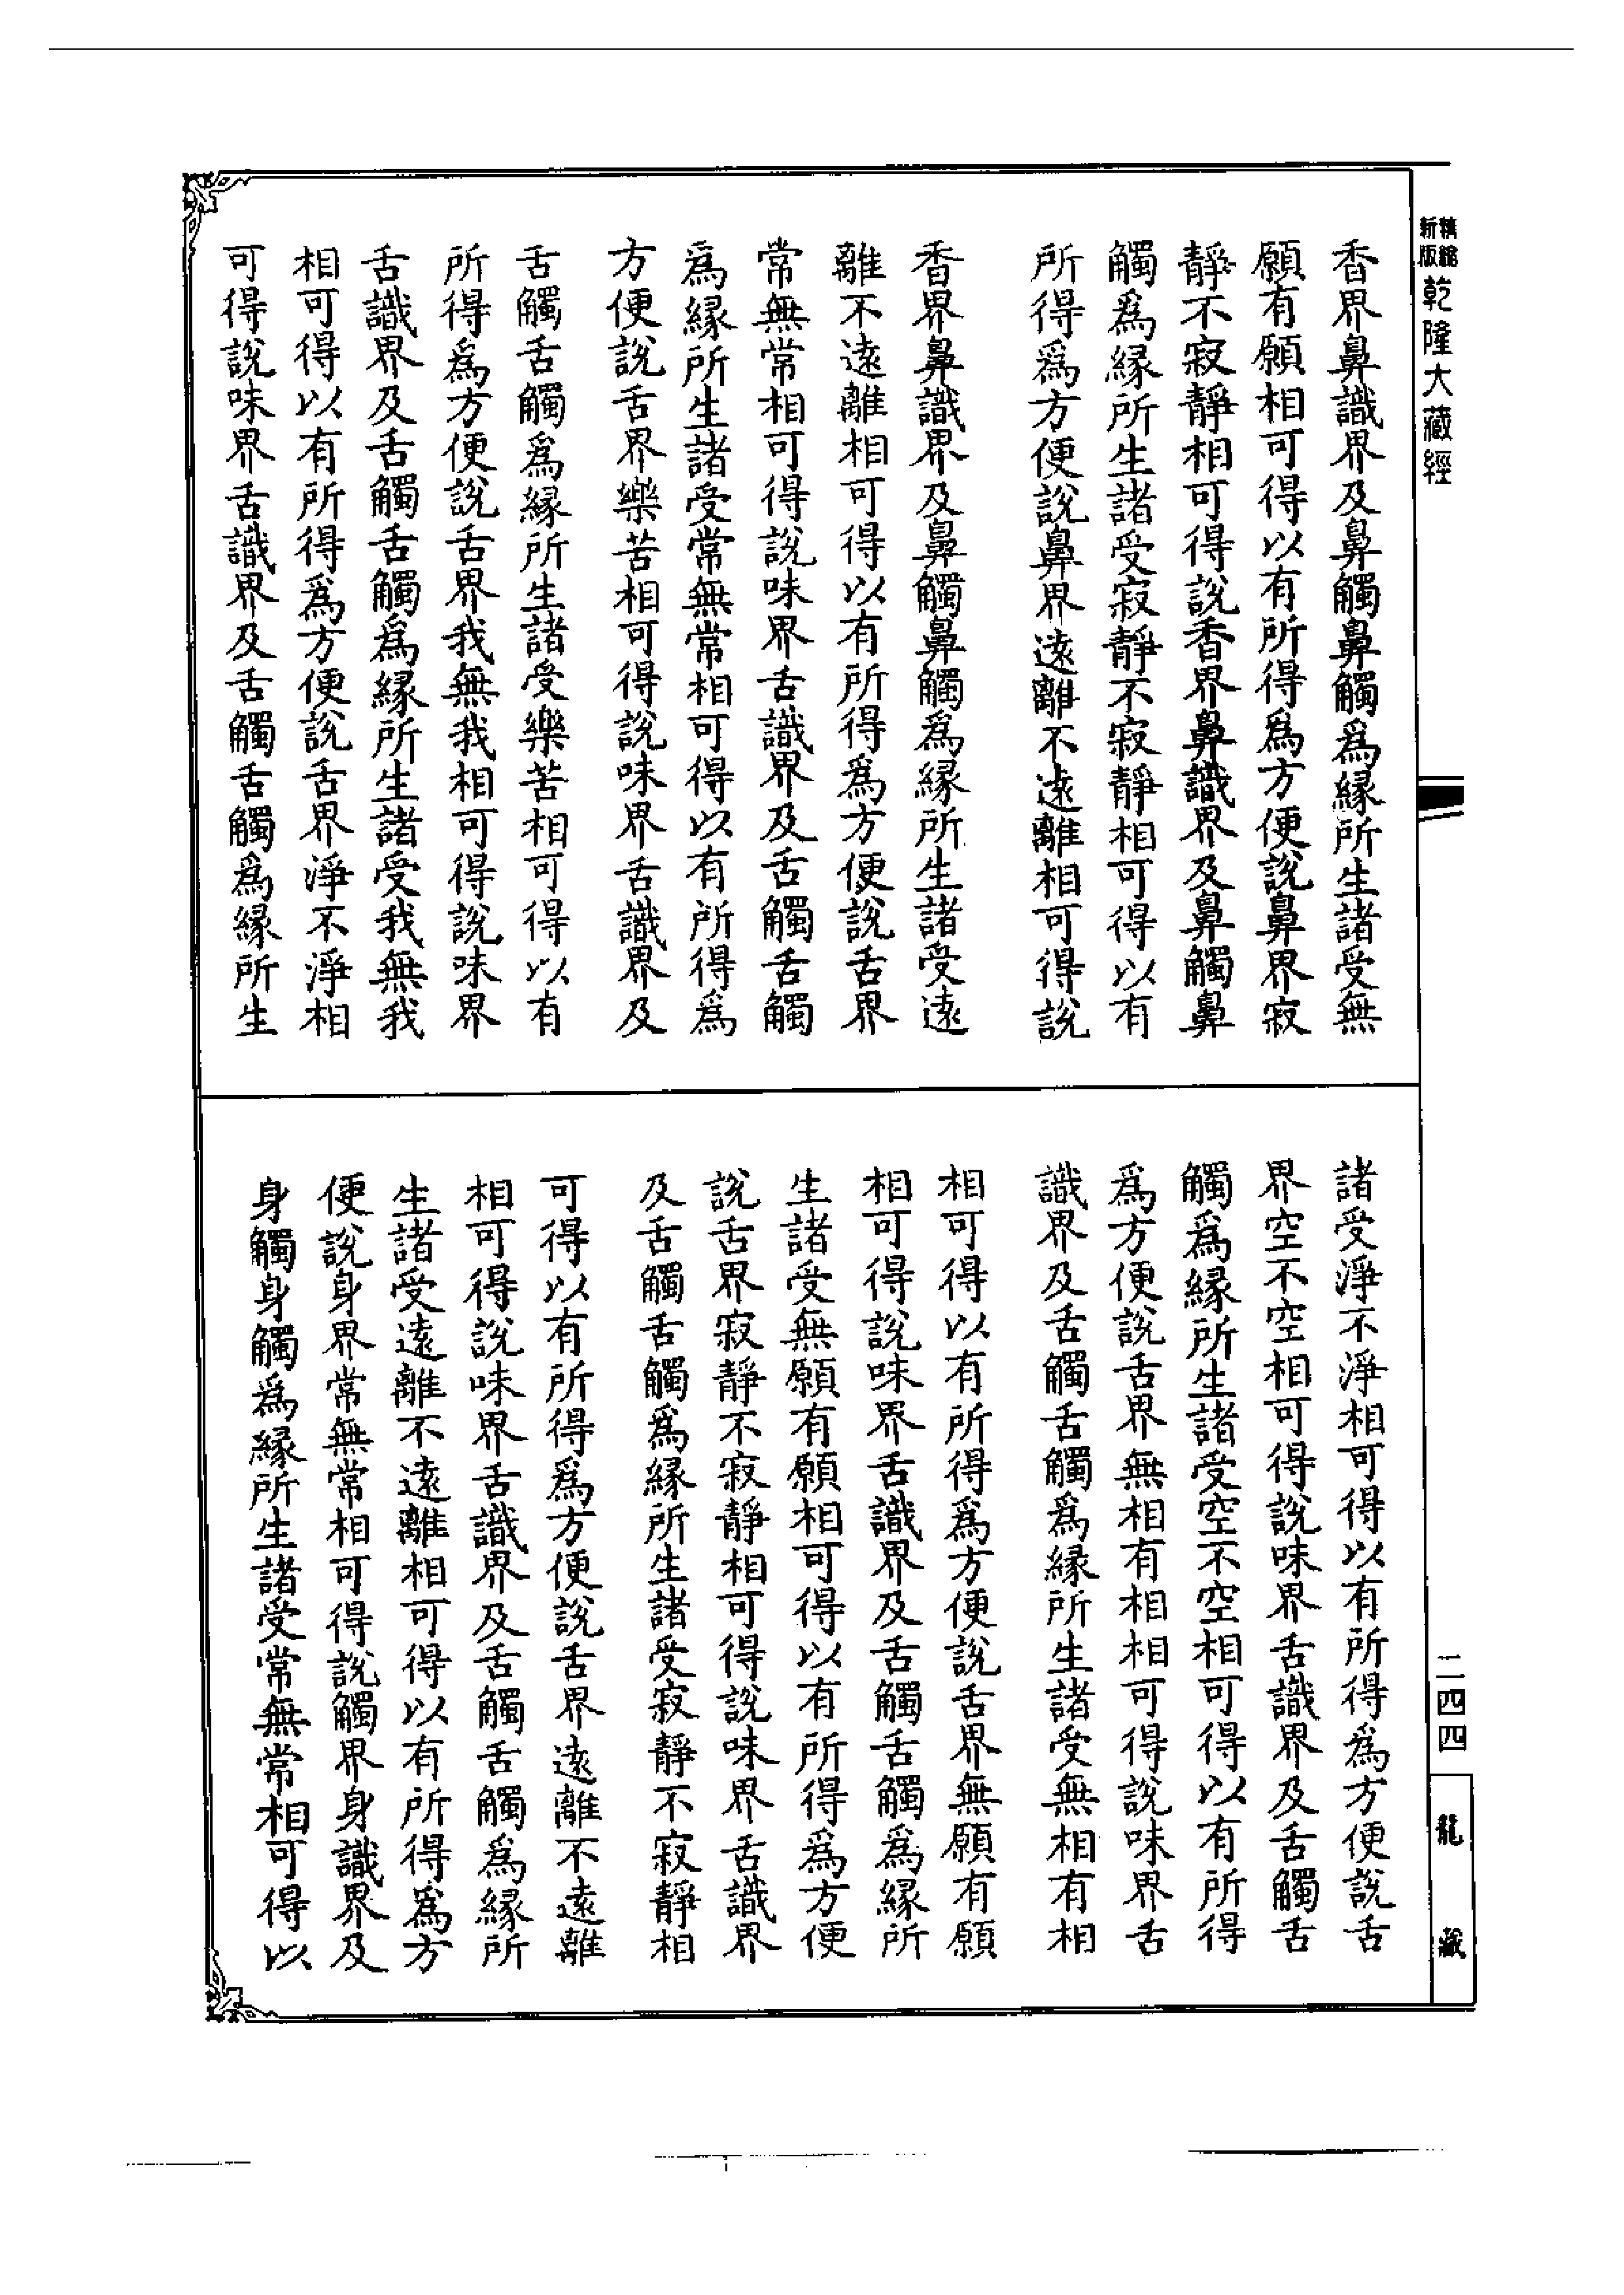 精縮
新版
乾隆大藏經
香界鼻識界及鼻觸鼻觸爲緣所生諸受無
願有願相可得以有所得爲方便說鼻界寂
靜不寂靜相可得說香界鼻識界及鼻觸鼻
觸爲緣所生諸受寂靜不寂靜相可得以有
所得爲方便說鼻界遠離不遠離相可得說
香界鼻識界及鼻觸鼻觸爲緣所生諸受遠
離不遠離相可得以有所得爲方便說舌界
常無常相可得說味界舌識界及舌觸舌觸
爲緣所生諸受常無常相可得以有所得爲
方便說舌界樂苦相可得說味界舌識界及
舌觸舌觸爲緣所生諸受樂苦相可得以有
所得爲方便說舌界我無我相可得說味界
舌識界及舌觸舌觸爲緣所生諸受我無我
相可得以有所得爲方便說舌界淨不淨相
可得說味界舌識界及舌觸舌觸爲緣所生
諸受淨不淨相可得以有所得爲方便說舌
界空不空相可得說味界舌識界及舌觸舌
觸爲緣所生諸受空不空相可得以有所得
爲方便說舌界無相有相相可得說味界舌
識界及舌觸舌觸爲緣所生諸受無相有相
相可得以有所得爲方便說舌界無願有願
相可得說味界舌識界及舌觸舌觸爲緣所
生諸受無願有願相可得以有所得爲方便
說舌界寂靜不寂靜相可得說味界舌識界
及舌觸舌觸爲緣所生諸受寂靜不寂靜相
可得以有所得爲方便說舌界遠離不遠離
相可得說味界舌識界及舌觸舌觸爲緣所
生諸受遠離不遠離相可得以有所得爲方
便說身界常無常相可得說觸界身識界及
身觸身觸爲緣所生諸受常無常相可得以
二四四
龍藏